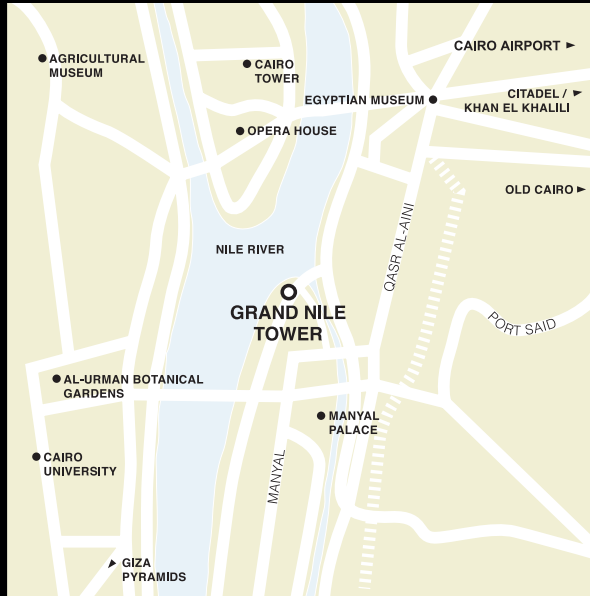 AGRICULTURAL
MUSEUM
CAIRO
TOWER
CAIRO AIRPORT
EGYPTIAN MUSEUM
CITADEL /
KHAN EL KHALILI
OPERA HOUSE
OLD CAIRO
QASR AL-AINI
NILE RIVER
GRAND NILE
TOWER
PORT SAID
AL-URMAN BOTANICAL
GARDENS
MANYAL
PALACE
CAIRO
UNIVERSITY
MANYAL
GIZA
PYRAMIDS